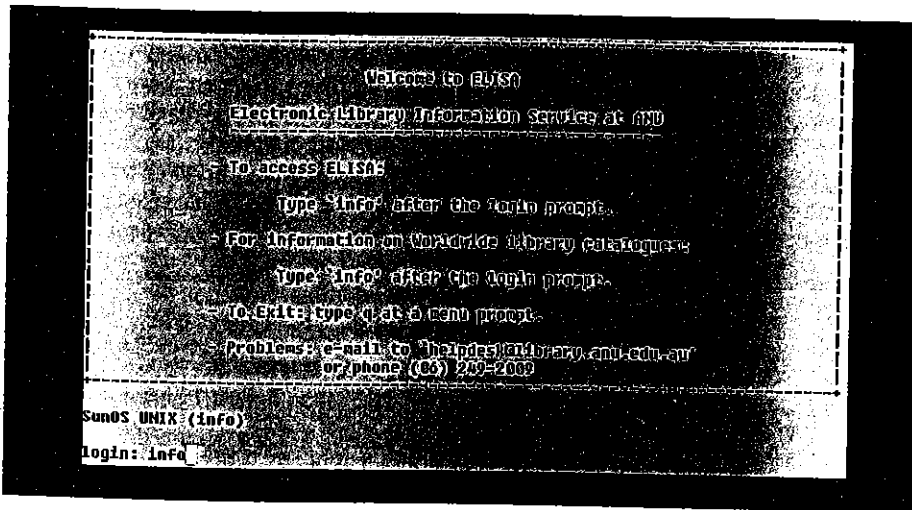 Welcome to ELISA
Electronic Library Information Service at ANU
- To access ELISA:
Type 'info' after the login prompt.
- For information on Worldwide library catalogues:
Type 'info' after the login prompt.
- To Exit: type q at a menu prompt.
- Problems: e-mail to 'helpdesk@library.anu.edu.au'
or phone (06) 249-2009
SunOS UNIX (info)
login: info